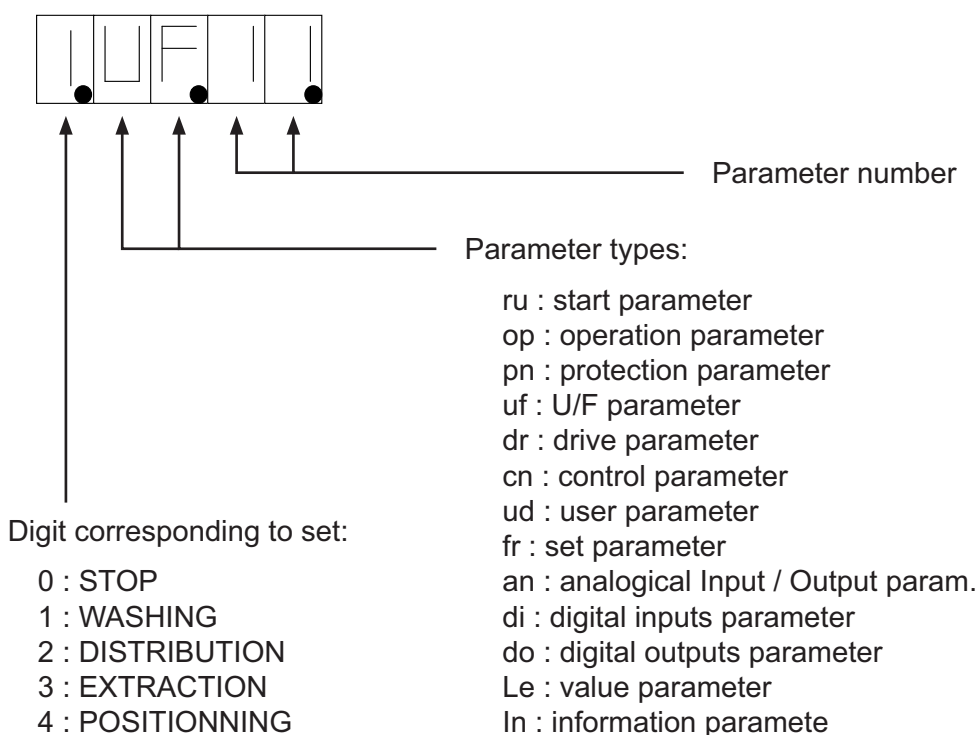 1.UF.11.
Parameter number
Parameter types:
ru : start parameter
op : operation parameter
pn : protection parameter
uf : U/F parameter
dr : drive parameter
cn : control parameter
ud : user parameter
fr : set parameter
an : analogical Input / Output param.
di : digital inputs parameter
do : digital outputs parameter
Le : value parameter
In : information paramete
Digit corresponding to set:
0 : STOP
1 : WASHING
2 : DISTRIBUTION
3 : EXTRACTION
4 : POSITIONNING